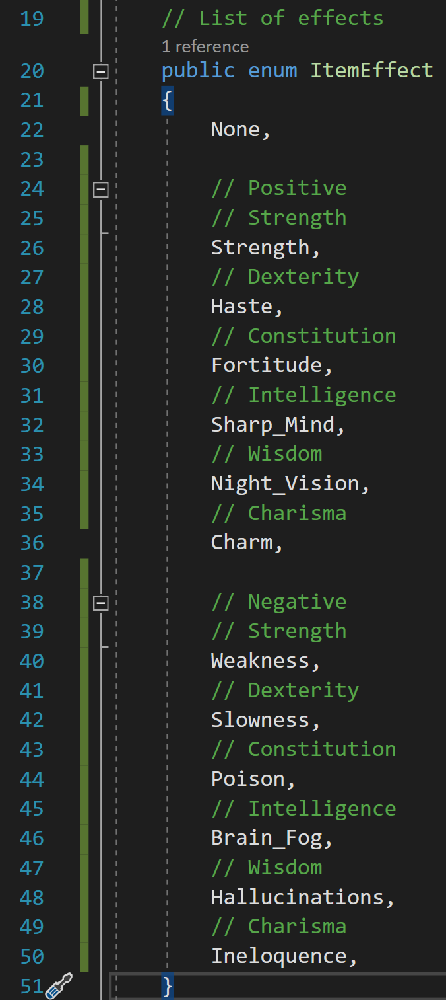 19 // List of effects
1 reference
20 public enum ItemEffect
21 {
22 None,
23
24 // Positive
25 // Strength
26 Strength,
27 // Dexterity
28 Haste,
29 // Constitution
30 Fortitude,
31 // Intelligence
32 Sharp_Mind,
33 // Wisdom
34 Night_Vision,
35 // Charisma
36 Charm,
37
38 // Negative
39 // Strength
40 Weakness,
41 // Dexterity
42 Slowness,
43 // Constitution
44 Poison,
45 // Intelligence
46 Brain_Fog,
47 // Wisdom
48 Hallucinations,
49 // Charisma
50 Ineloquence,
51 }